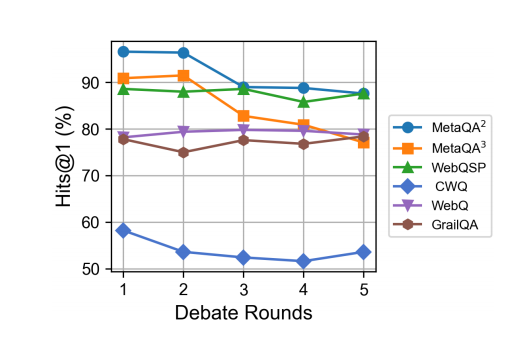 Hits@1 (%)
90
80
70
60
50
1 2 3 4 5
Debate Rounds
MetaQA²
MetaQA³
WebQSP
CWQ
WebQ
GrailQA